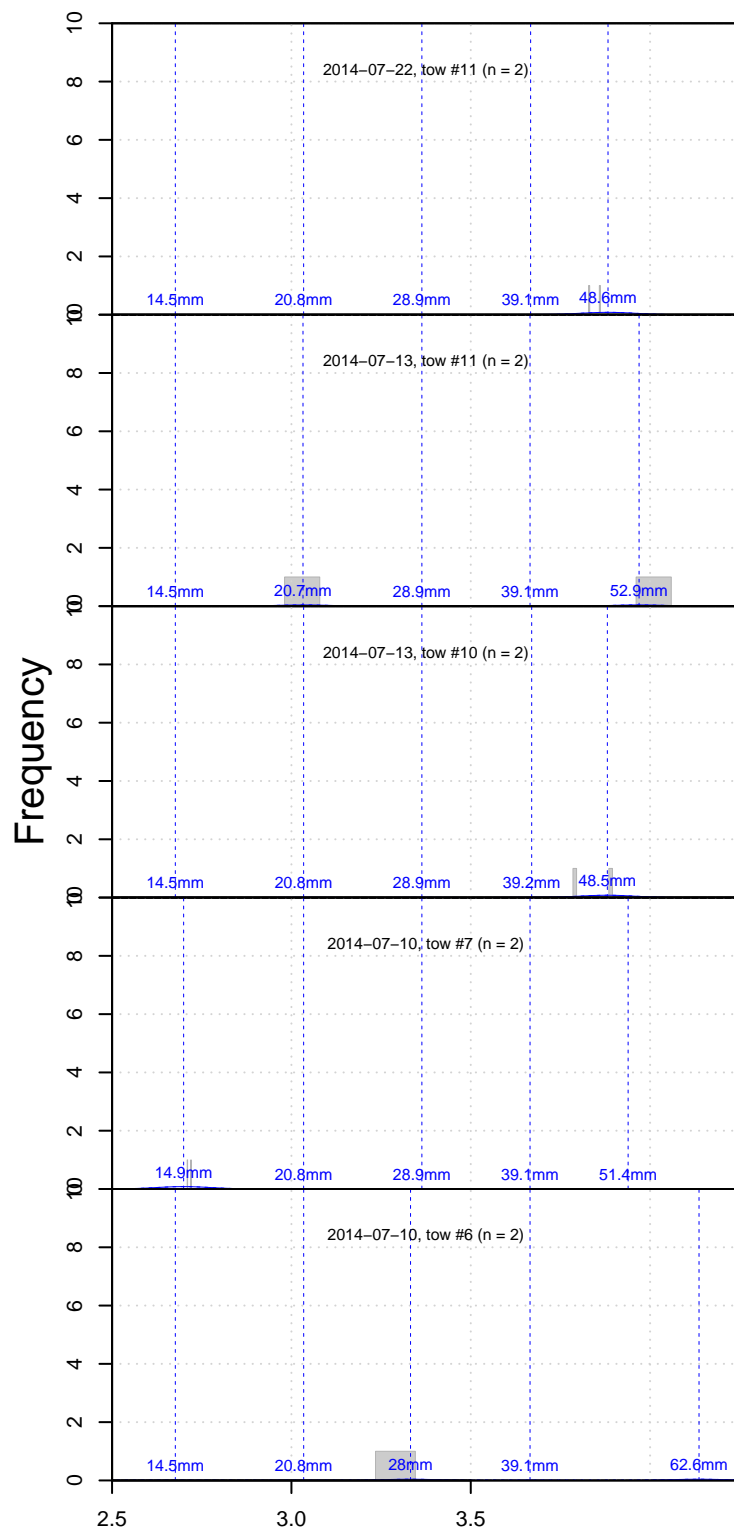 Frequency
10
8
6
4
2
0
2014−07−22, tow #11 (n = 2)
14.5mm 20.8mm 28.9mm 39.1mm 48.6mm
10
8
6
4
2
0
2014−07−13, tow #11 (n = 2)
14.5mm 20.7mm 28.9mm 39.1mm 52.9mm
10
8
6
4
2
0
2014−07−13, tow #10 (n = 2)
14.5mm 20.8mm 28.9mm 39.2mm 48.5mm
10
8
6
4
2
0
2014−07−10, tow #7 (n = 2)
14.9mm 20.8mm 28.9mm 39.1mm 51.4mm
10
8
6
4
2
0
2014−07−10, tow #6 (n = 2)
14.5mm 20.8mm 28mm 39.1mm 62.6mm
2.5 3.0 3.5